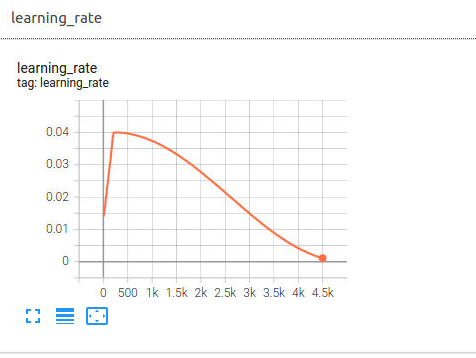 learning_rate
learning_rate
tag: learning_rate
0.04
0.03
0.02
0.01
0
0 500 1k 1.5k 2k 2.5k 3k 3.5k 4k 4.5k